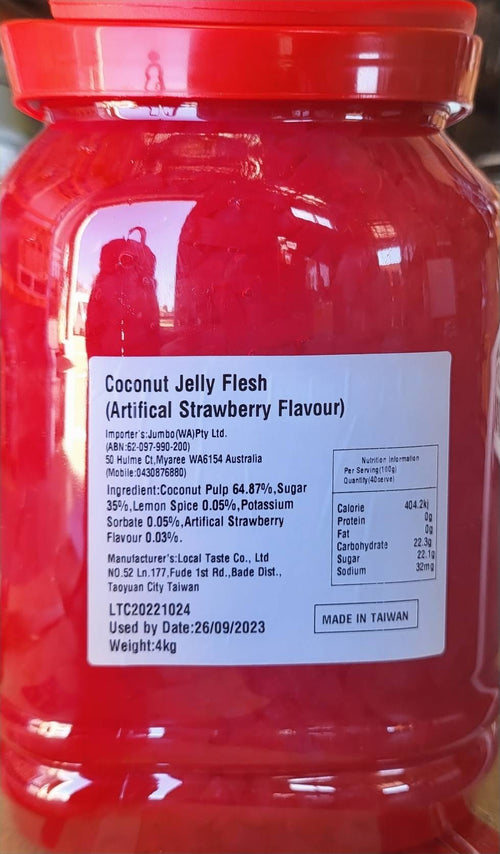 Coconut Jelly Flesh
(Artifical Strawberry Flavour)
Importer's:Jumbo(WA)Pty Ltd.
(ABN:62-097-990-200)
50 Hulme Ct,Myaree WA6154 Australia
(Mobile:0430876880)
Ingredient:Coconut Pulp 64.87%,Sugar
35%,Lemon Spice 0.05%,Potassium
Sorbate 0.05%,Artifical Strawberry
Flavour 0.03%.
Manufacturer's:Local Taste Co., Ltd
NO.52 Ln.177,Fude 1st Rd.,Bade Dist.,
Taoyuan City Taiwan
LTC20221024
Used by Date:26/09/2023
Weight:4kg
Nutrition Information
Per Serving(100g)
Quantity(40serve)
Calorie 404.2kj
Protein 0g
Fat 0g
Carbohydrate 22.3g
Sugar 22.1g
Sodium 32mg
MADE IN TAIWAN